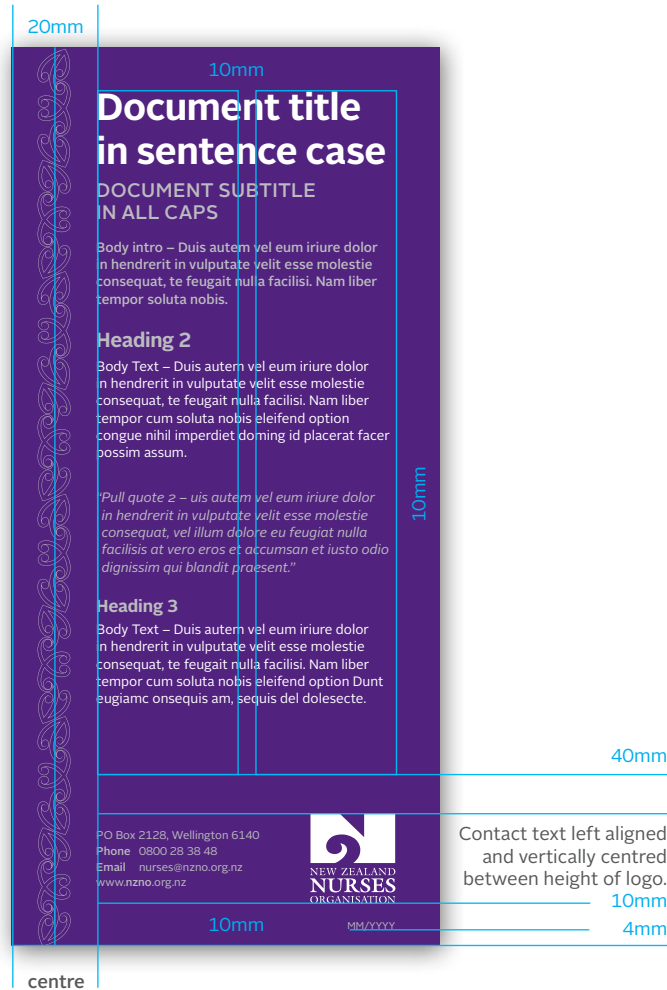 20mm
10mm
Document title
in sentence case
DOCUMENT SUBTITLE
IN ALL CAPS
Body intro – Duis autem vel eum iriure dolor
in hendrerit in vulputate velit esse molestie
consequat, te feugait nulla facilisi. Nam liber
tempor soluta nobis.
Heading 2
Body Text – Duis autem vel eum iriure dolor
in hendrerit in vulputate velit esse molestie
consequat, te feugait nulla facilisi. Nam liber
tempor cum soluta nobis eleifend option
congue nihil imperdiet doming id placerat facer
possim assum.
10mm
“Pull quote 2 – uis autem vel eum iriure dolor
in hendrerit in vulputate velit esse molestie
consequat, vel illum dolore eu feugiat nulla
facilisis at vero eros et accumsan et iusto odio
dignissim qui blandit praesent.”
Heading 3
Body Text – Duis autem vel eum iriure dolor
in hendrerit in vulputate velit esse molestie
consequat, te feugait nulla facilisi. Nam liber
tempor cum soluta nobis eleifend option Dunt
eugiamc onsequis am, sequis del dolesecte.
40mm
PO Box 2128, Wellington 6140
Phone 0800 28 38 48
Email nurses@nzno.org.nz
www.nzno.org.nz
NEW ZEALAND
NURSES
ORGANISATION
Contact text left aligned
and vertically centred
between height of logo.
10mm
10mm
MM/YYYY
4mm
centre